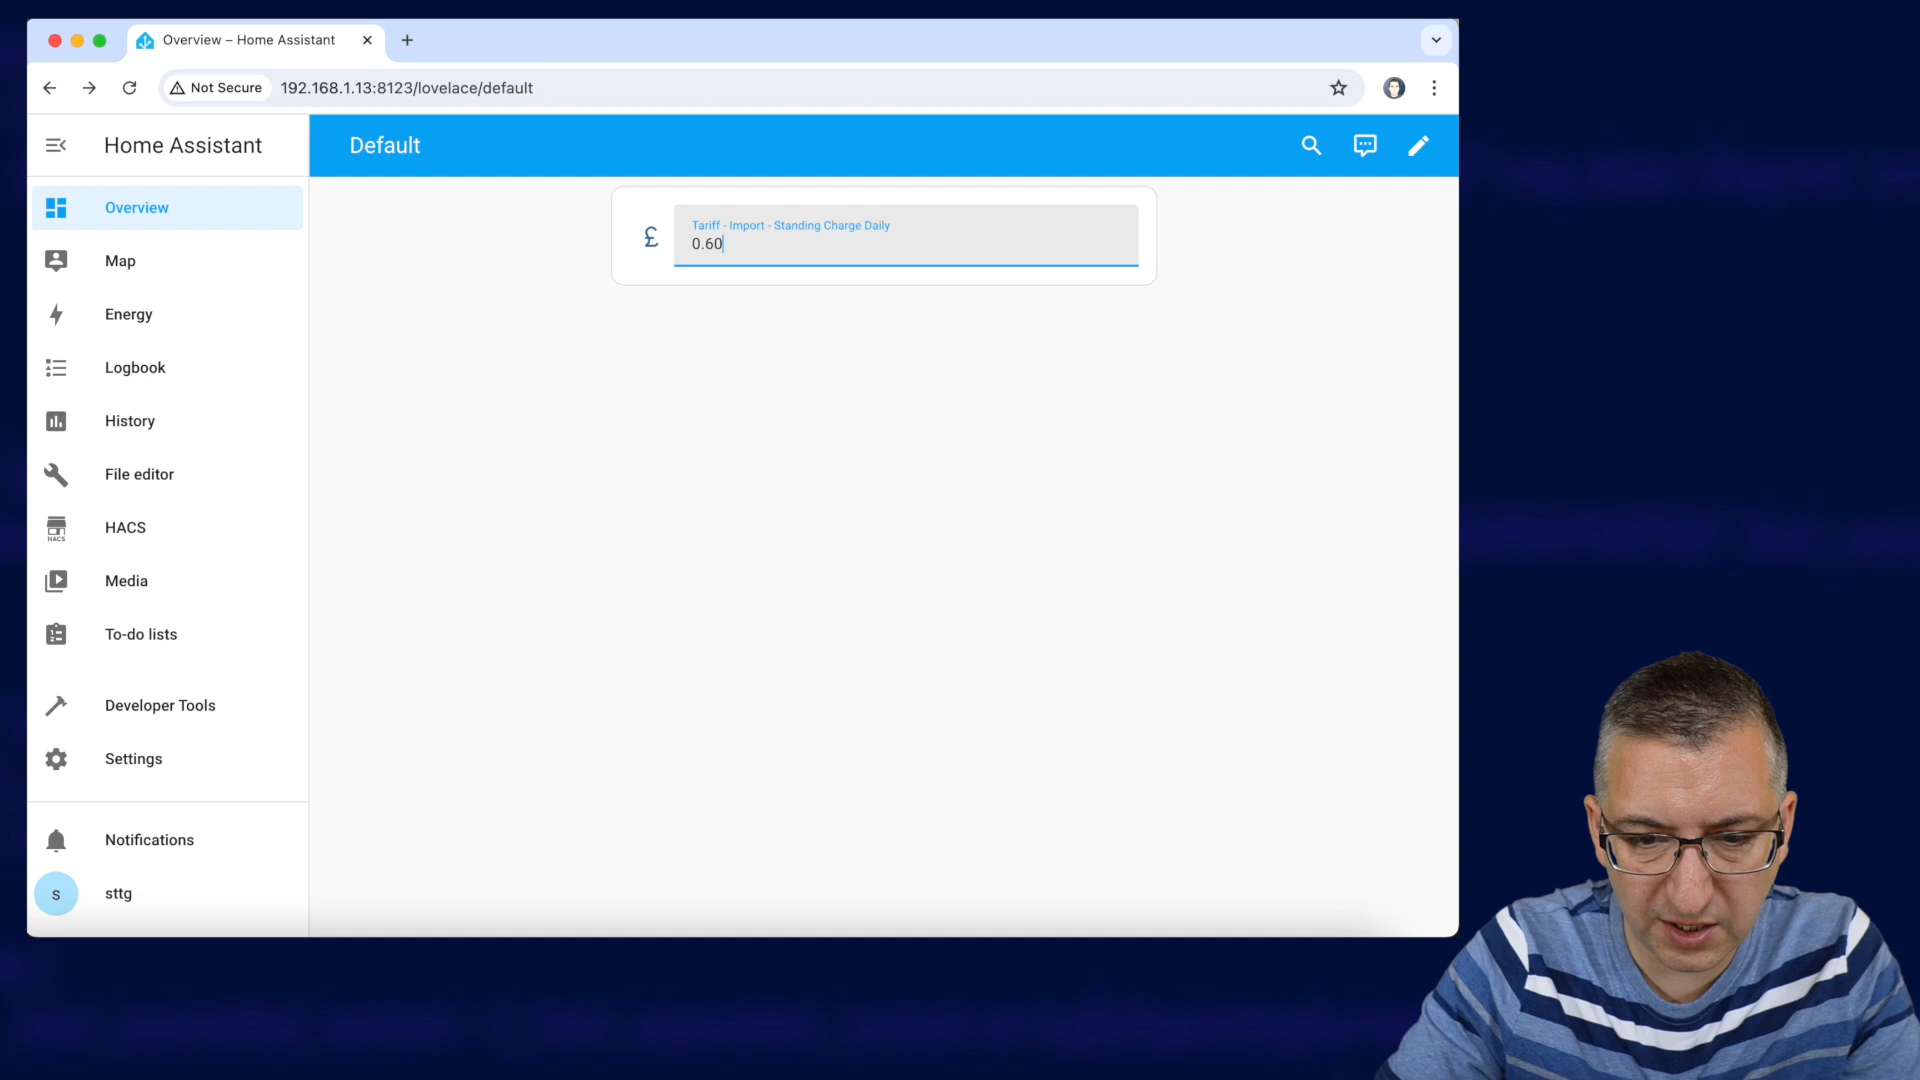 Overview – Home Assistant
Not Secure
192.168.1.13:8123/lovelace/default
Home Assistant
Default
Overview
Tariff - Import - Standing Charge Daily
£
0.60
Map
Energy
Logbook
History
File editor
HACS
HACS
Media
To-do lists
Developer Tools
Settings
Notifications
s
sttg